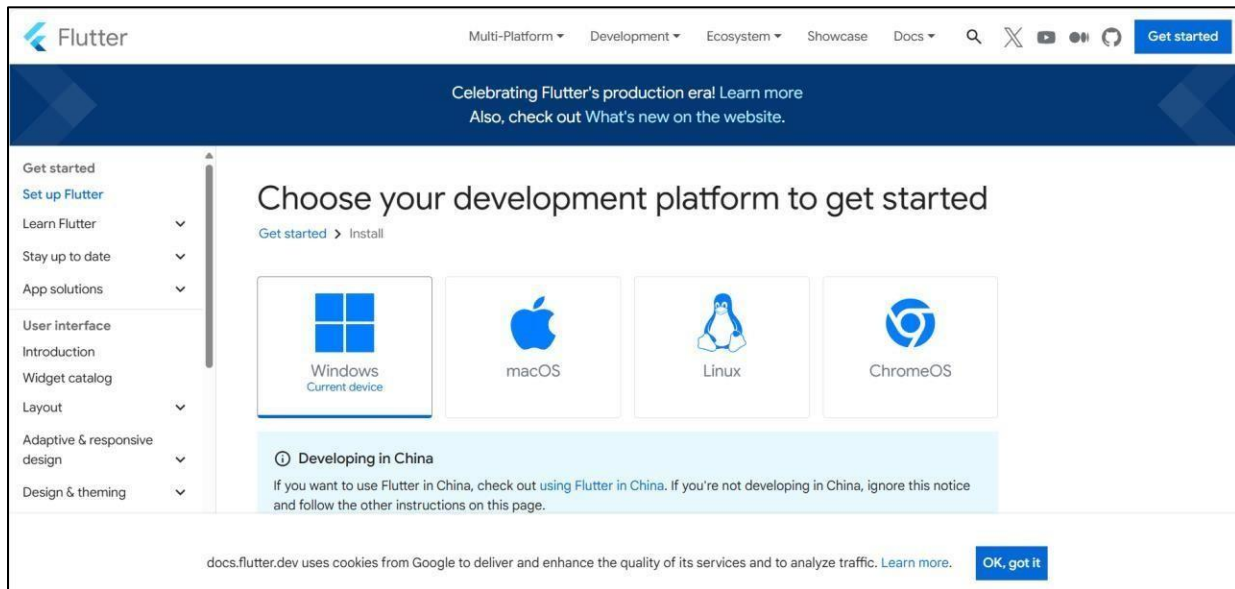 Flutter
Multi-Platform
Development
Ecosystem
Showcase
Docs
Get started
Celebrating Flutter's production era! Learn more
Also, check out What's new on the website.
Get started
Set up Flutter
Learn Flutter
Stay up to date
App solutions
User interface
Introduction
Widget catalog
Layout
Adaptive & responsive
design
Design & theming
Choose your development platform to get started
Get started > Install
Windows
Current device
macOS
Linux
ChromeOS
Developing in China
If you want to use Flutter in China, check out using Flutter in China. If you're not developing in China, ignore this notice
and follow the other instructions on this page.
docs.flutter.dev uses cookies from Google to deliver and enhance the quality of its services and to analyze traffic. Learn more.
OK, got it